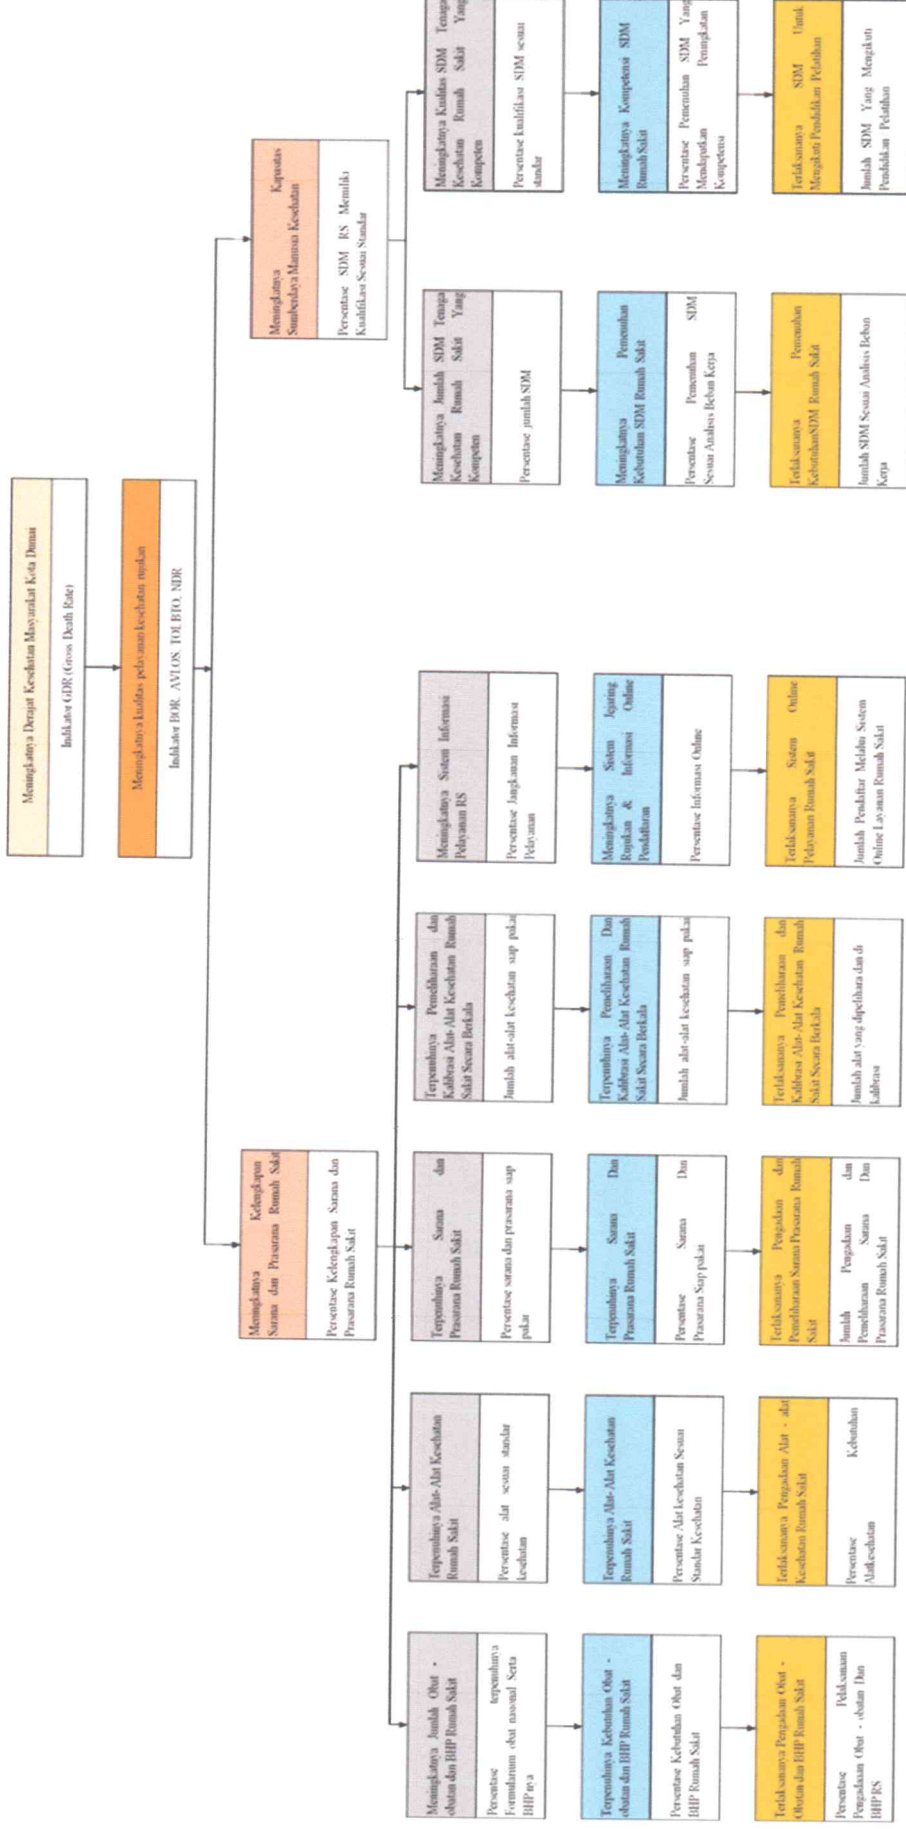 Meningkatnya Derajat Kesehatan Masyarakat Kota Dumai
Indikator GDR (Gross Death Rate)
Meningkatnya kualitas pelayanan kesehatan rujukan
Indikator BOR, AVLOS, TOI, BTO, NDR
Meningkatnya Kelengkapan
Sarana dan Prasarana Rumah Sakit
Persentase Kelengkapan Sarana dan
Prasarana Rumah Sakit
Meningkatnya Kapasitas
Sumberdaya Manusia Kesehatan
Persentase SDM RS Memiliki
Kualifikasi Sesuai Standar
Meningkatnya Jumlah Obat -
obatan dan BHP Rumah Sakit
Persentase terpenuhinya
Formularium obat nasional Serta
BHP nya
Terpenuhinya Alat-Alat Kesehatan
Rumah Sakit
Persentase alat sesuai standar
kesehatan
Terpenuhinya Sarana dan
Prasarana Rumah Sakit
Persentase sarana dan prasarana siap
pakai
Terpenuhinya Pemeliharaan dan
Kalibrasi Alat-Alat Kesehatan Rumah
Sakit Secara Berkala
Jumlah alat-alat kesehatan siap pakai
Meningkatnya Sistem Informasi
Pelayanan RS
Persentase Jangkauan Informasi
Pelayanan
Meningkatnya Jumlah SDM Tenaga
Kesehatan Rumah Sakit Yang
Kompeten
Persentase jumlah SDM
Meningkatnya Kualitas SDM Tenaga
Kesehatan Rumah Sakit Yang
Kompeten
Persentase kualifikasi SDM sesuai
standar
Terpenuhinya Kebutuhan Obat -
obatan dan BHP Rumah Sakit
Persentase Kebutuhan Obat dan
BHP Rumah Sakit
Terpenuhinya Alat-Alat Kesehatan
Rumah Sakit
Persentase Alat kesehatan Sesuai
Standar Kesehatan
Terpenuhinya Sarana Dan
Prasarana Rumah Sakit
Persentase Sarana Dan
Prasarana Siap pakai
Terpenuhinya Pemeliharaan Dan
Kalibrasi Alat-Alat Kesehatan Rumah
Sakit Secara Berkala
Jumlah alat-alat kesehatan siap pakai
Meningkatnya Sistem Jejaring
Rujukan & Informasi Online
Pendaftaran
Persentase Informasi Online
Meningkatnya Pemenuhan
Kebutuhan SDM Rumah Sakit
Persentase Pemenuhan SDM
Sesuai Analisis Beban Kerja
Meningkatnya Kompetensi SDM
Rumah Sakit
Persentase Pemenuhan SDM Yang
Mendapatkan Peningkatan
Kompetensi
Terlaksananya Pengadaan Obat -
Obatan dan BHP Rumah Sakit
Persentase Pelaksanaan
Pengadaan Obat - obatan Dan
BHP RS
Terlaksananya Pengadaan Alat - alat
Kesehatan Rumah Sakit
Persentase Kebutuhan
Alatkesehatan
Terlaksananya Pengadaan dan
Pemeliharaan Sarana Prasarana Rumah
Sakit
Jumlah Pengadaan dan
Pemeliharaan Sarana Dan
Prasarana Rumah Sakit
Terlaksananya Pemeliharaan dan
Kalibrasi Alat-Alat Kesehatan Rumah
Sakit Secara Berkala
Jumlah alat yang dipelihara dan di
kalibrasi
Terlaksananya Sistem Online
Pelayanan Rumah Sakit
Jumlah Pendaftar Melalui Sistem
Online Layanan Rumah Sakit
Terlaksananya Pemenuhan
KebutuhanSDM Rumah Sakit
Jumlah SDM Sesuai Analisis Beban
Kerja
Terlaksananya SDM Untuk
Mengikuti Pendidikan Pelatihan
Jumlah SDM Yang Mengikuti
Pendidikan Pelatihan